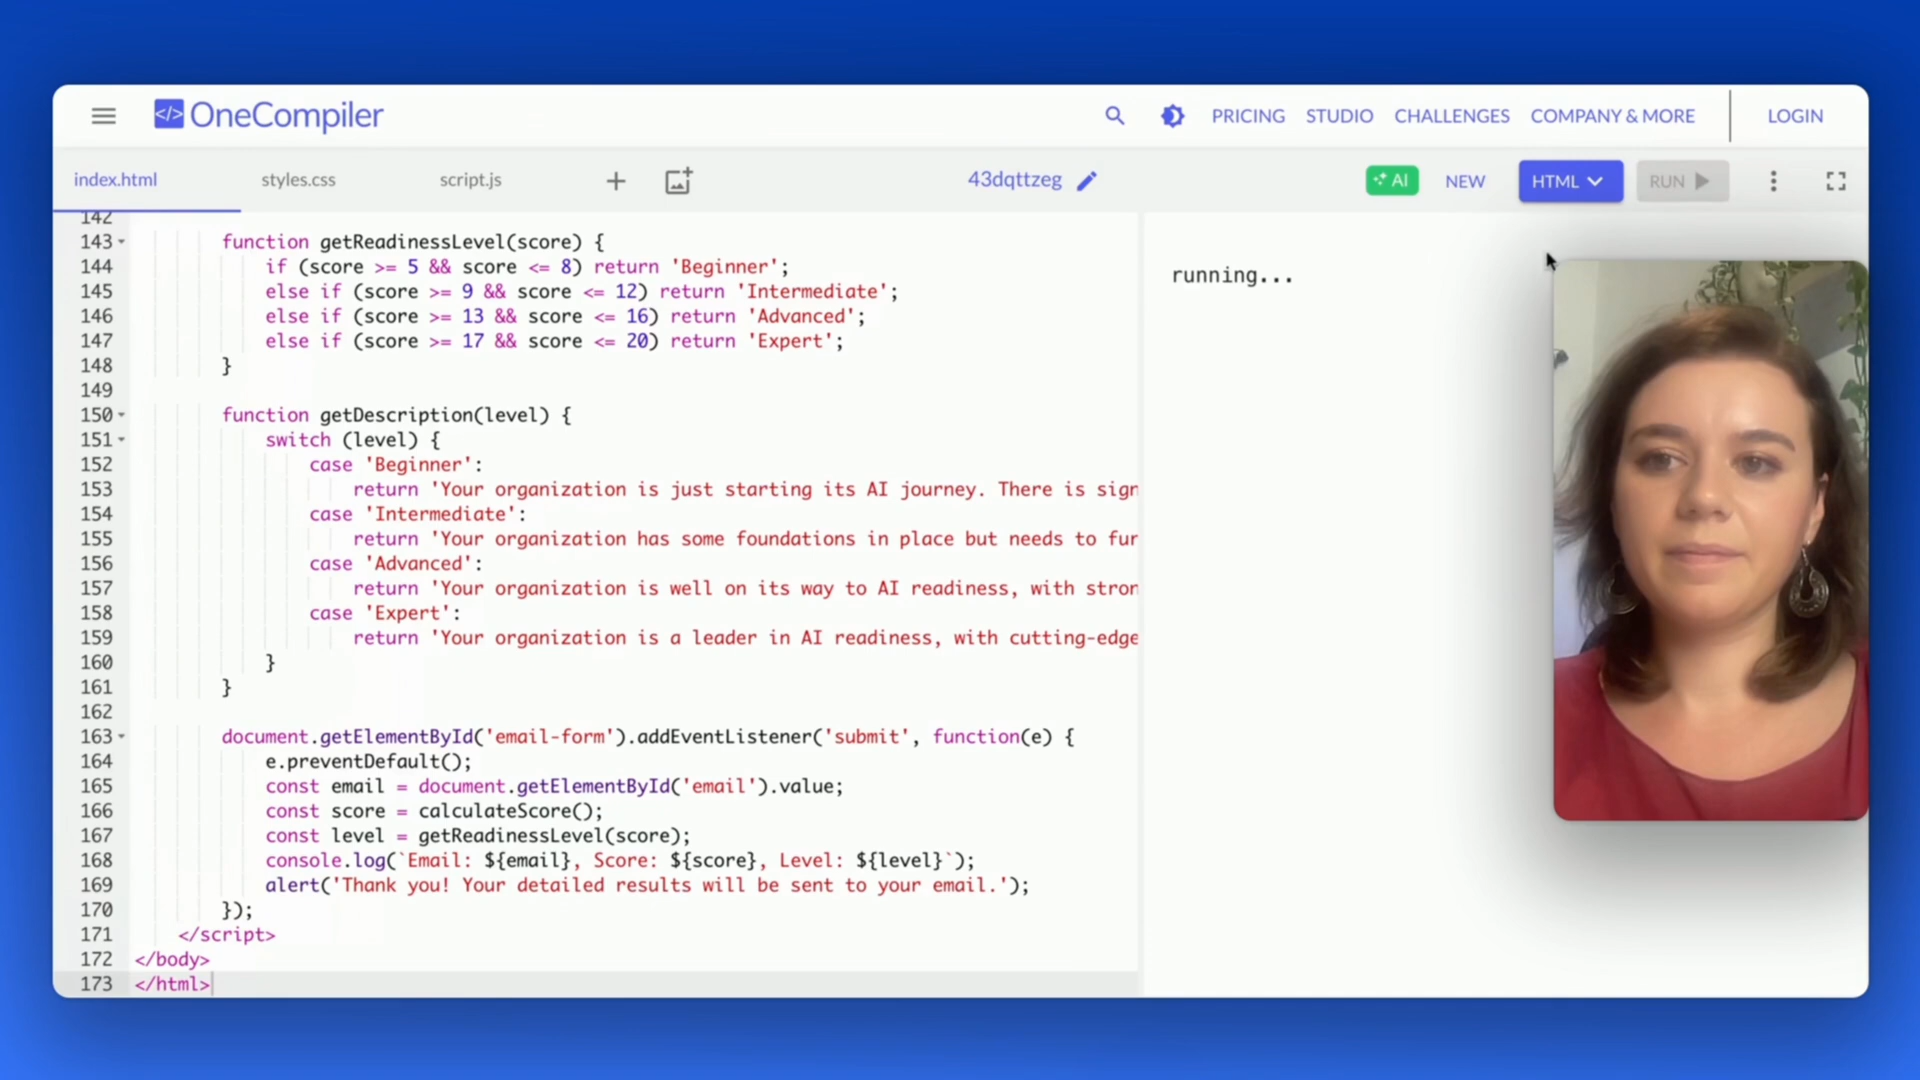 </> OneCompiler
PRICING STUDIO CHALLENGES COMPANY & MORE LOGIN
index.html styles.css script.js 43dqttzeg AI NEW HTML RUN
142
143 function getReadinessLevel(score) {
144 if (score >= 5 && score <= 8) return 'Beginner';
145 else if (score >= 9 && score <= 12) return 'Intermediate';
146 else if (score >= 13 && score <= 16) return 'Advanced';
147 else if (score >= 17 && score <= 20) return 'Expert';
148 }
149
150 function getDescription(level) {
151 switch (level) {
152 case 'Beginner':
153 return 'Your organization is just starting its AI journey. There is sign
154 case 'Intermediate':
155 return 'Your organization has some foundations in place but needs to fur
156 case 'Advanced':
157 return 'Your organization is well on its way to AI readiness, with stron
158 case 'Expert':
159 return 'Your organization is a leader in AI readiness, with cutting-edge
160 }
161 }
162
163 document.getElementById('email-form').addEventListener('submit', function(e) {
164 e.preventDefault();
165 const email = document.getElementById('email').value;
166 const score = calculateScore();
167 const level = getReadinessLevel(score);
168 console.log(`Email: ${email}, Score: ${score}, Level: ${level}`);
169 alert('Thank you! Your detailed results will be sent to your email.');
170 });
171 </script>
172 </body>
173 </html>
running...